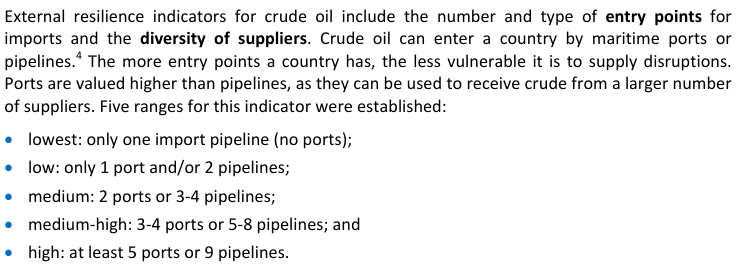 External resilience indicators for crude oil include the number and type of entry points for
imports and the diversity of suppliers. Crude oil can enter a country by maritime ports or
pipelines.4 The more entry points a country has, the less vulnerable it is to supply disruptions.
Ports are valued higher than pipelines, as they can be used to receive crude from a larger number
of suppliers. Five ranges for this indicator were established:
• lowest: only one import pipeline (no ports);
• low: only 1 port and/or 2 pipelines;
• medium: 2 ports or 3-4 pipelines;
• medium-high: 3-4 ports or 5-8 pipelines; and
• high: at least 5 ports or 9 pipelines.